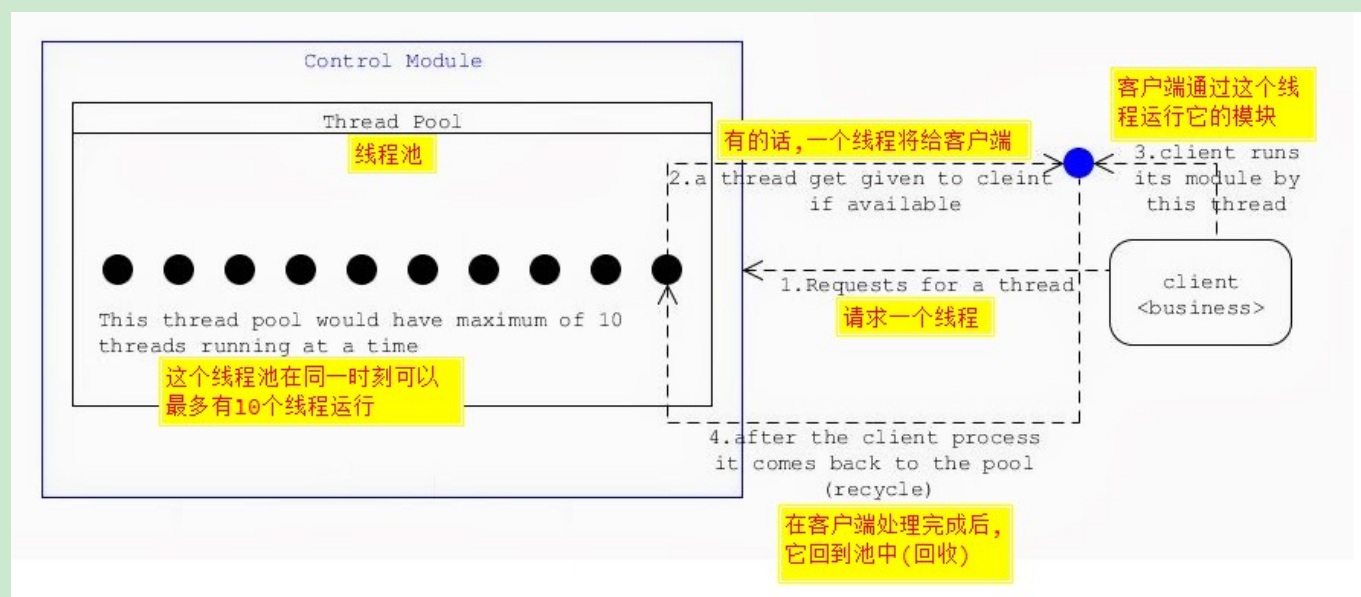 Control Module
Thread Pool
线程池
This thread pool would have maximum of 10
threads running at a time
这个线程池在同一时刻可以
最多有10个线程运行
有的话,一个线程将给客户端
2.a thread get given to cleint
if available
客户端通过这个线
程运行它的模块
3.client runs
its module by
this thread
1.Requests for a thread
请求一个线程
client
<business>
4.after the client process
it comes back to the pool
(recycle)
在客户端处理完成后,
它回到池中(回收)